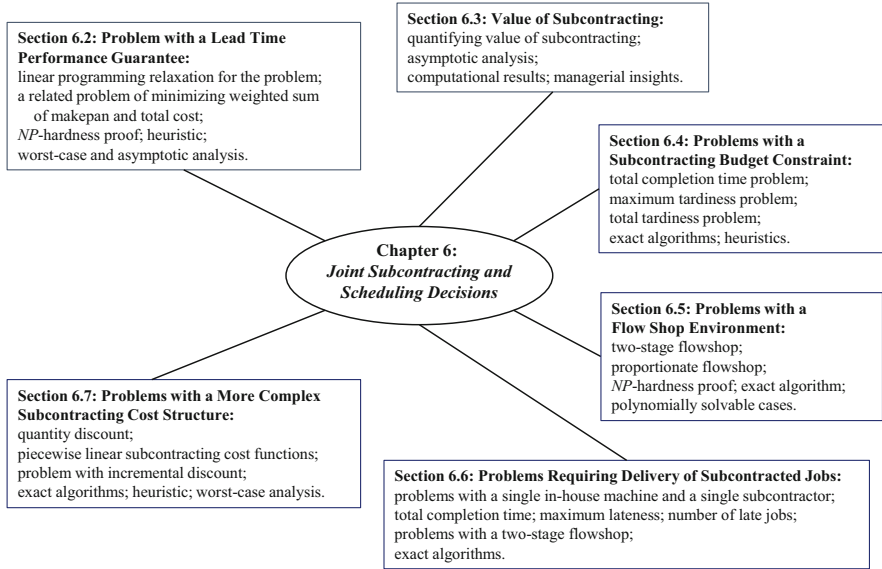 Section 6.2: Problem with a Lead Time
Performance Guarantee:
linear programming relaxation for the problem;
a related problem of minimizing weighted sum
of makepan and total cost;
NP-hardness proof; heuristic;
worst-case and asymptotic analysis.
Section 6.3: Value of Subcontracting:
quantifying value of subcontracting;
asymptotic analysis;
computational results; managerial insights.
Section 6.4: Problems with a
Subcontracting Budget Constraint:
total completion time problem;
maximum tardiness problem;
total tardiness problem;
exact algorithms; heuristics.
Chapter 6:
Joint Subcontracting and
Scheduling Decisions
Section 6.5: Problems with a
Flow Shop Environment:
two-stage flowshop;
proportionate flowshop;
NP-hardness proof; exact algorithm;
polynomially solvable cases.
Section 6.7: Problems with a More Complex
Subcontracting Cost Structure:
quantity discount;
piecewise linear subcontracting cost functions;
problem with incremental discount;
exact algorithms; heuristic; worst-case analysis.
Section 6.6: Problems Requiring Delivery of Subcontracted Jobs:
problems with a single in-house machine and a single subcontractor;
total completion time; maximum lateness; number of late jobs;
problems with a two-stage flowshop;
exact algorithms.